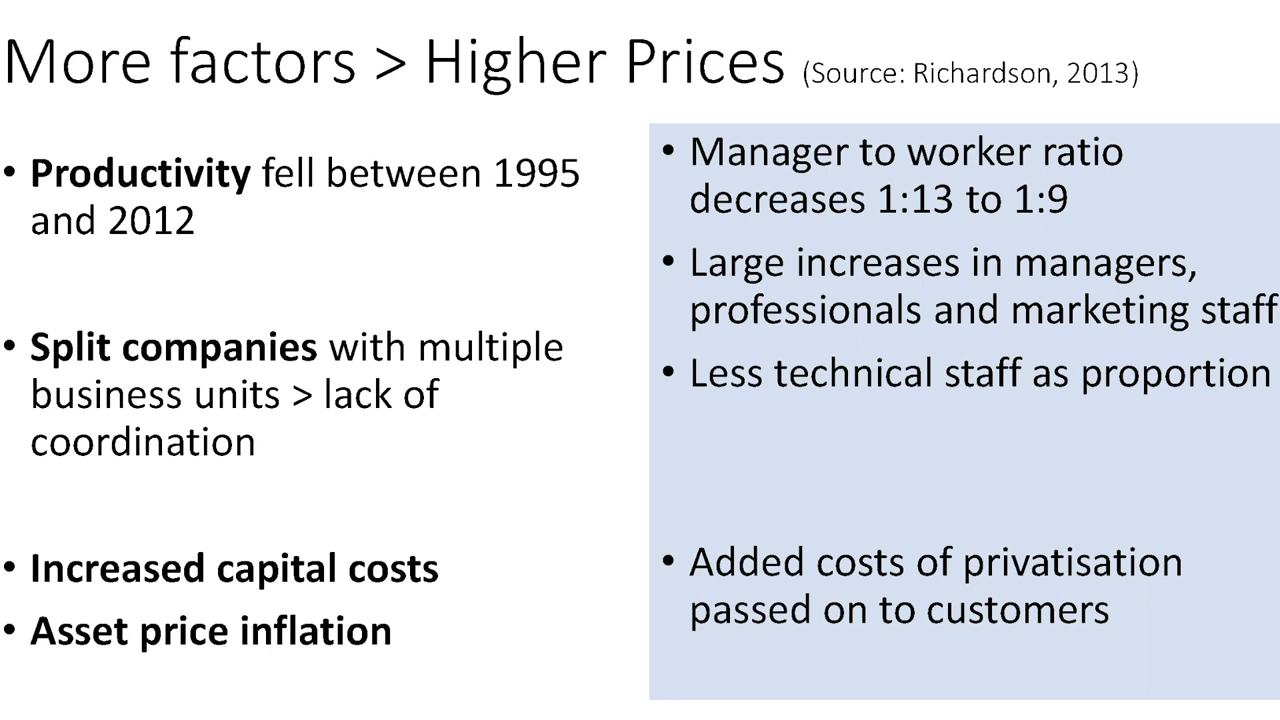 More factors > Higher Prices (Source: Richardson, 2013)
• Productivity fell between 1995
and 2012
• Split companies with multiple
business units > lack of
coordination
• Increased capital costs
• Asset price inflation
• Manager to worker ratio
decreases 1:13 to 1:9
• Large increases in managers,
professionals and marketing staff
• Less technical staff as proportion
• Added costs of privatisation
passed on to customers